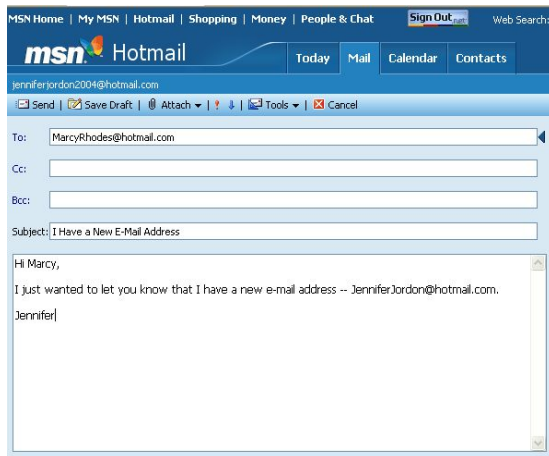 MSN Home | My MSN | Hotmail | Shopping | Money | People & Chat Sign Out .net Web Search:
msn Hotmail Today Mail Calendar Contacts
jenniferjordon2004@hotmail.com
Send | Save Draft | Attach | ! | Tools | Cancel
To: MarcyRhodes@hotmail.com
Cc:
Bcc:
Subject: I Have a New E-Mail Address
Hi Marcy,
I just wanted to let you know that I have a new e-mail address -- JenniferJordon@hotmail.com.
Jennifer